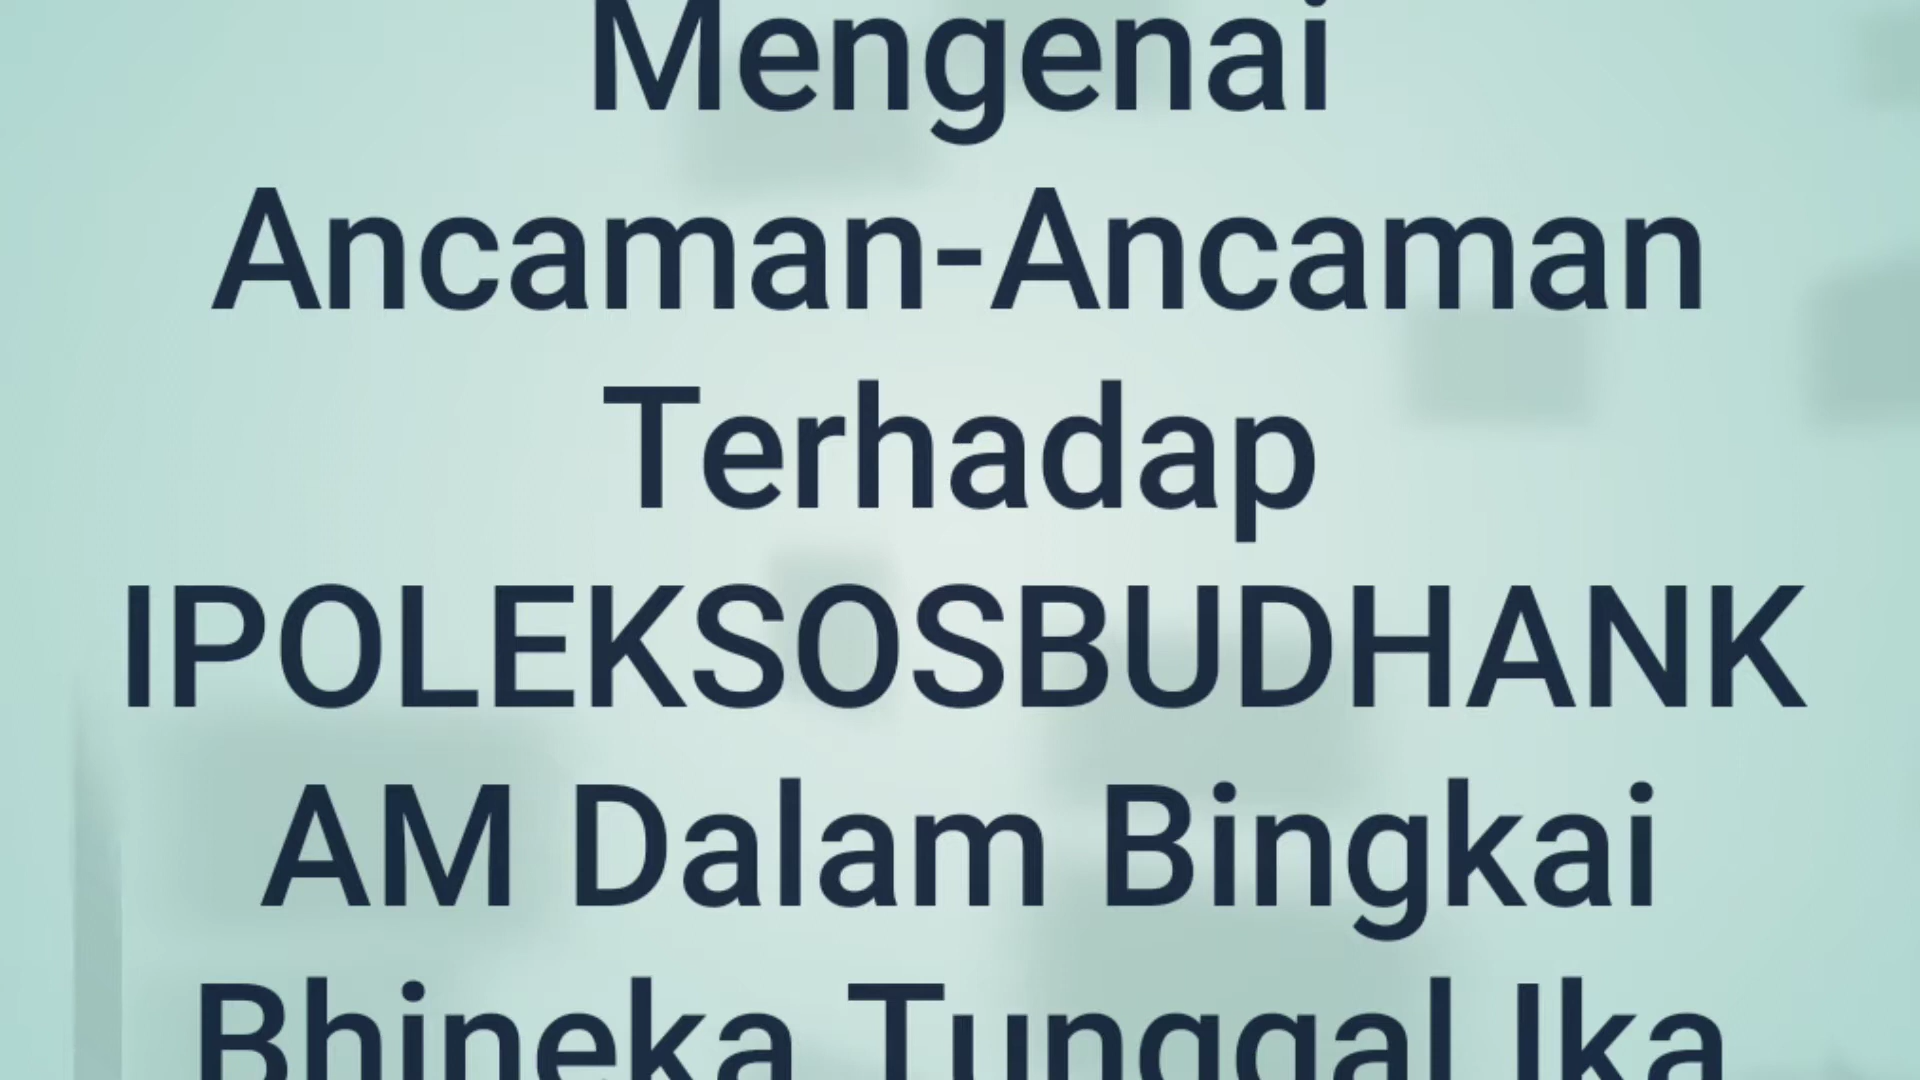 Mengenai
Ancaman-Ancaman
Terhadap
IPOLEKSOSBUDHANK
AM Dalam Bingkai
Bhineka Tunggal Ika